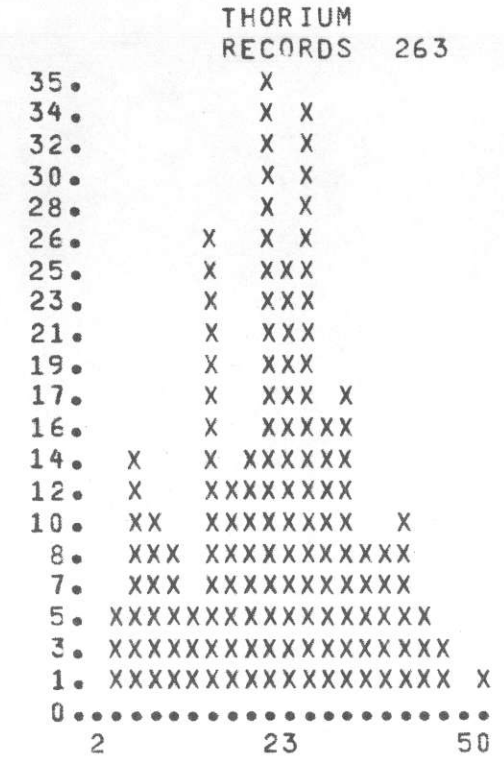 THORIUM
          RECORDS  263
35.         X
34.         X X
32.         X X
30.         X X
28.         X X
26.      X  X X
25.      X  XXX
23.      X  XXX
21.      X  XXX
19.      X  XXX
17.      X  XXX X
16.      X  XXXXX
14.  X   X XXXXXX
12.  X   XXXXXXXX
10.  XX  XXXXXXXX  X
 8.  XXX XXXXXXXXXXX
 7.  XXX XXXXXXXXXXX
 5. XXXXXXXXXXXXXXXXX
 3. XXXXXXXXXXXXXXXXXX
 1. XXXXXXXXXXXXXXXXXX X
 0......................
   2         23        50